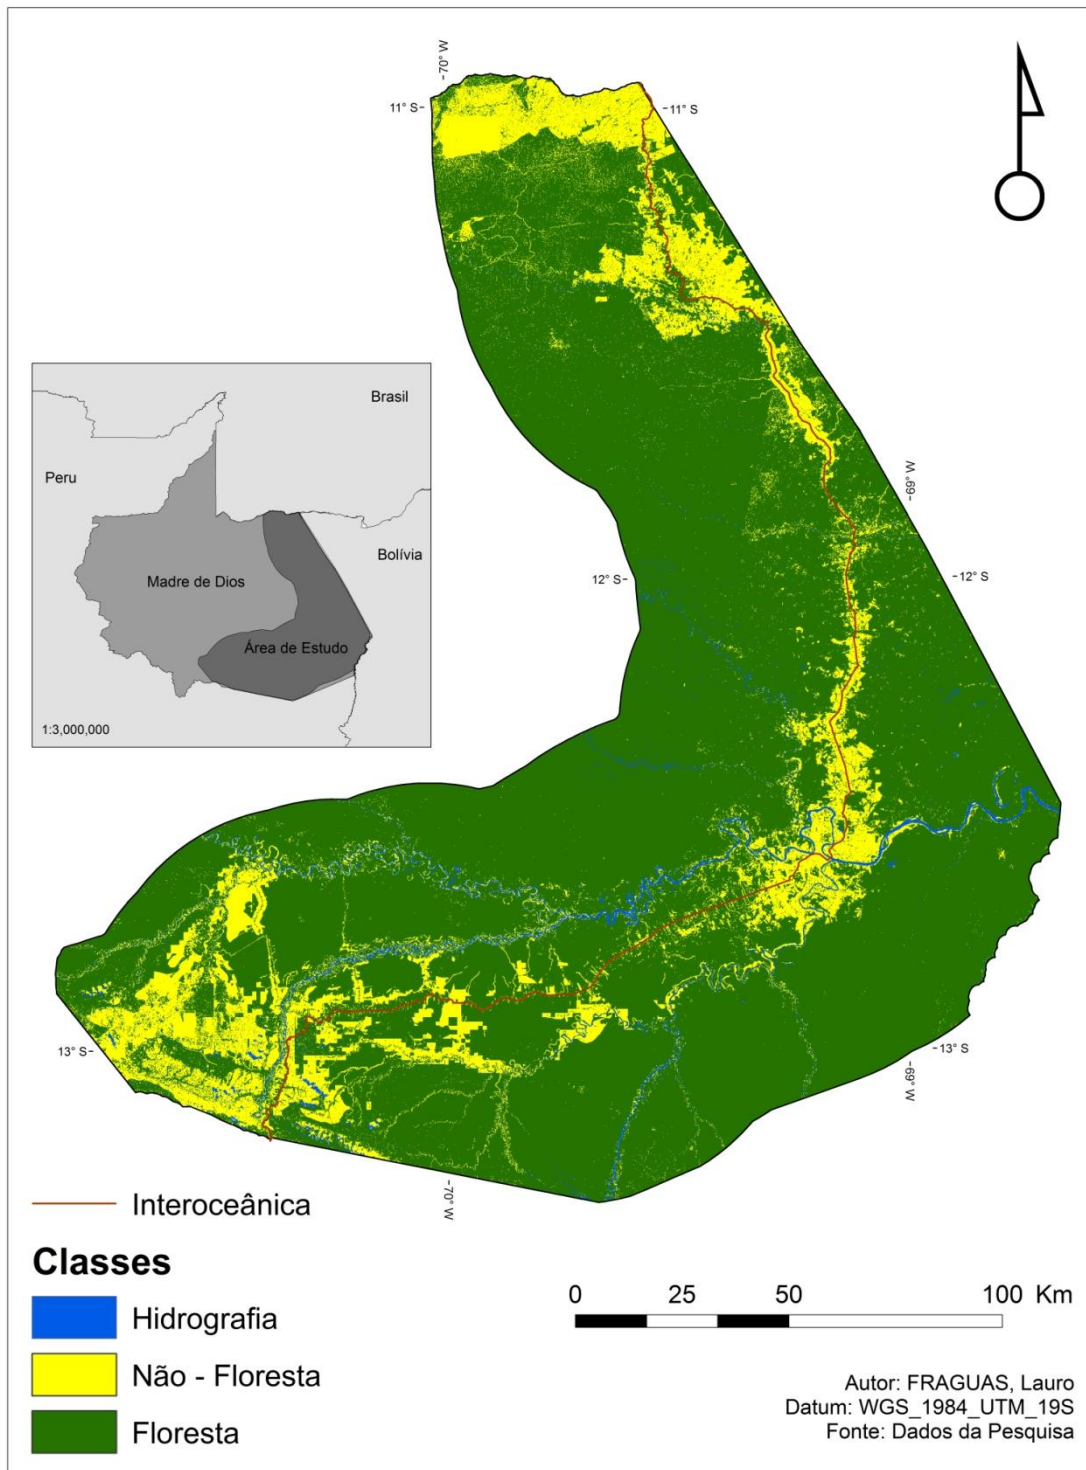 70° W
11° S
11° S
Brasil
Peru
Bolívia
Madre de Dios
Área de Estudo
1:3,000,000
69° W
12° S
12° S
13° S
13° S
69° W
70° W
Interoceânica
Classes
Hidrografia
Não - Floresta
Floresta
0 25 50 100 Km
Autor: FRAGUAS, Lauro
Datum: WGS_1984_UTM_19S
Fonte: Dados da Pesquisa